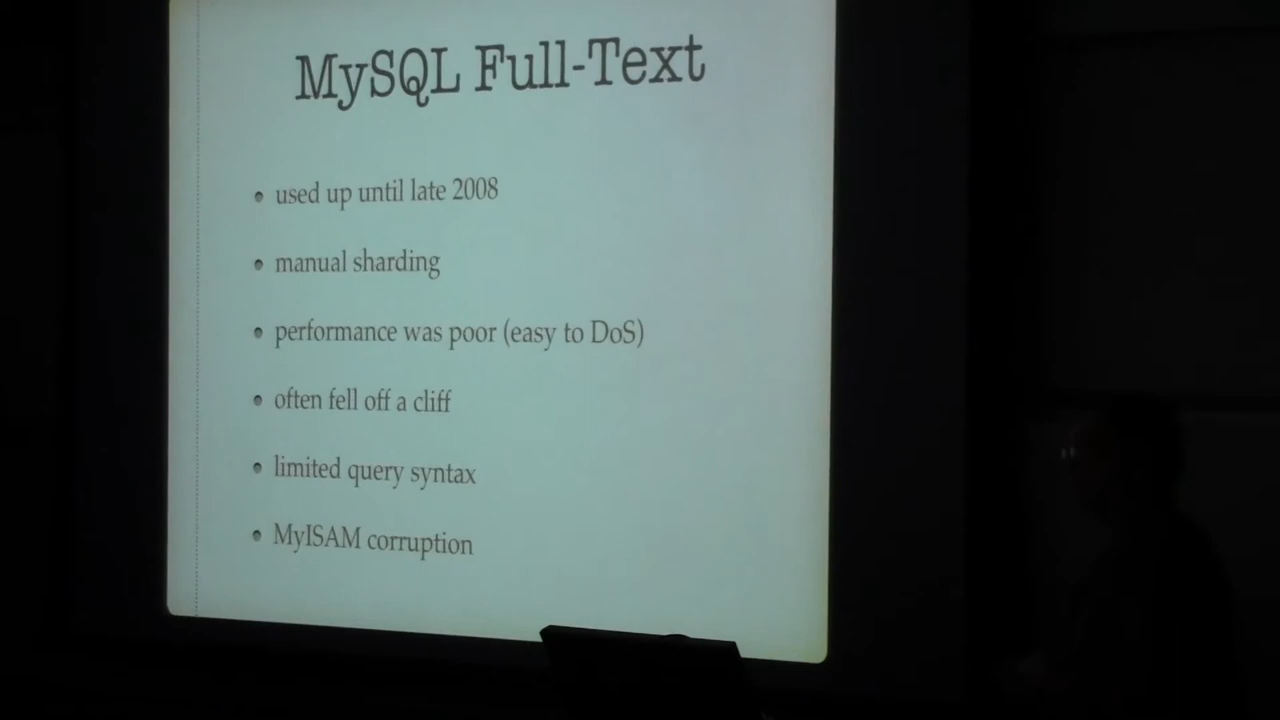 MySQL Full-Text
• used up until late 2008
• manual sharding
• performance was poor (easy to DoS)
• often fell off a cliff
• limited query syntax
• MyISAM corruption